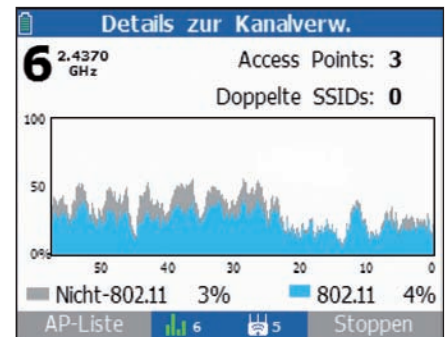 Details zur Kanalverw.
6 2.4370 GHz
Access Points: 3
Doppelte SSIDs: 0
100
50
0%
50 40 30 20 10 0
Nicht-802.11 3% 802.11 4%
AP-Liste 6 5 Stoppen